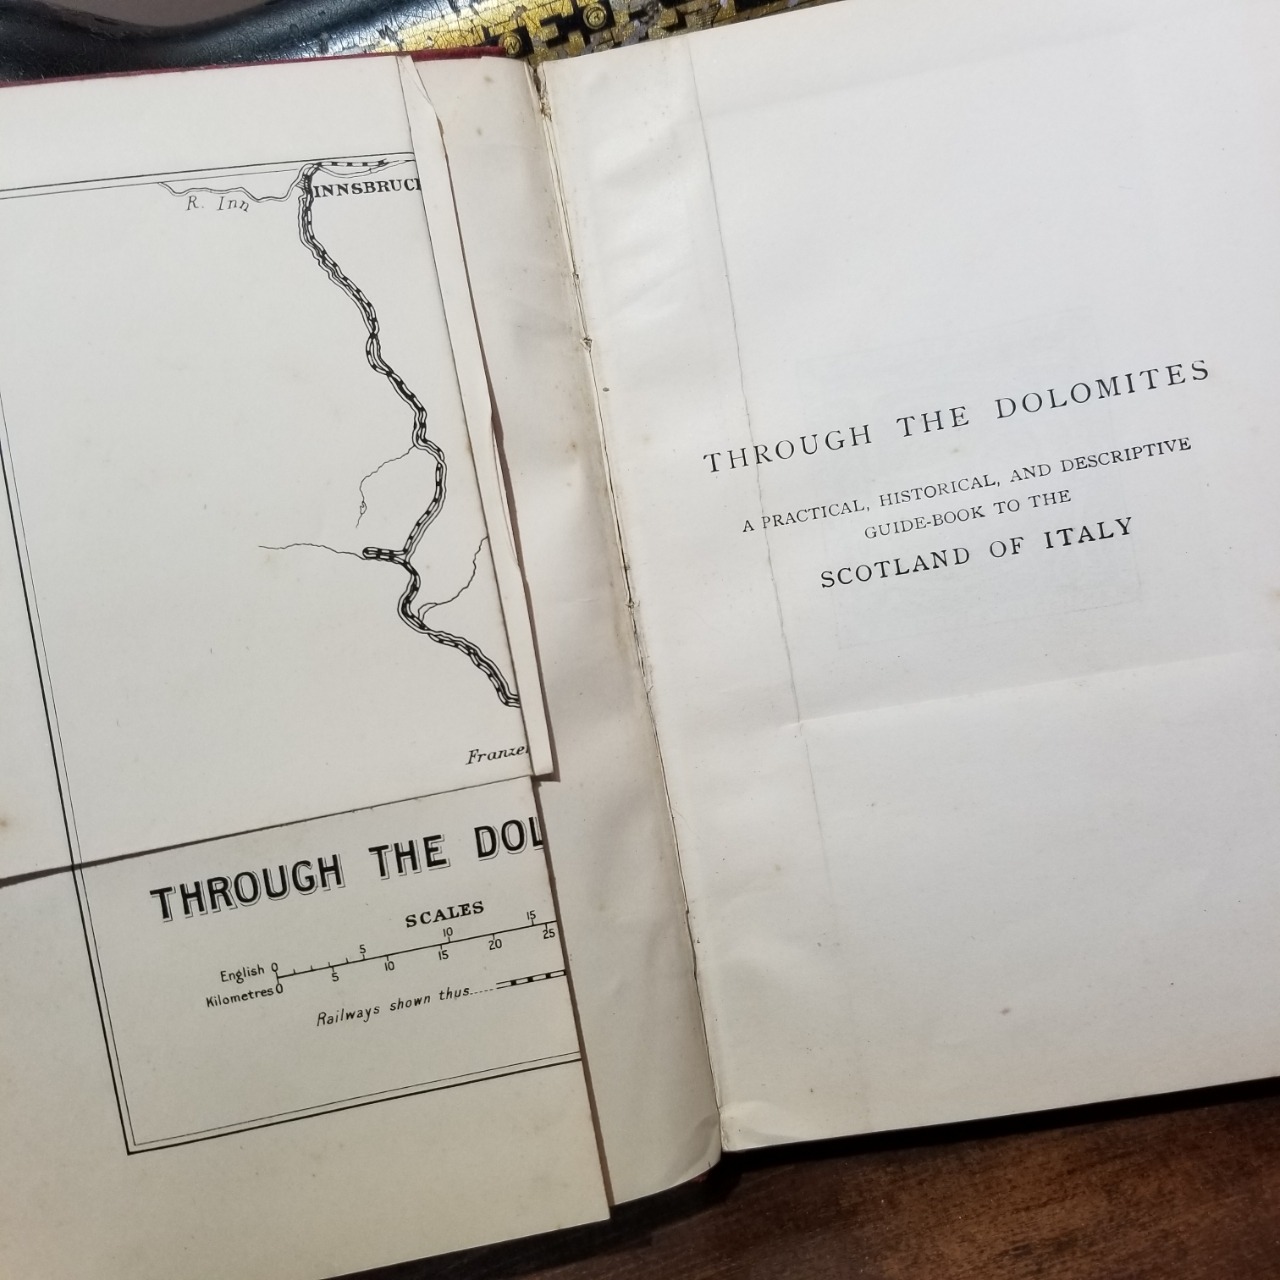 INNSBRUC
R. Inn
Franze
THROUGH THE DOL
SCALES
5 10 15
English 0
Kilometres 0
5 10 15 20 25
Railways shown thus
THROUGH THE DOLOMITES
A PRACTICAL, HISTORICAL, AND DESCRIPTIVE
GUIDE-BOOK TO THE
SCOTLAND OF ITALY